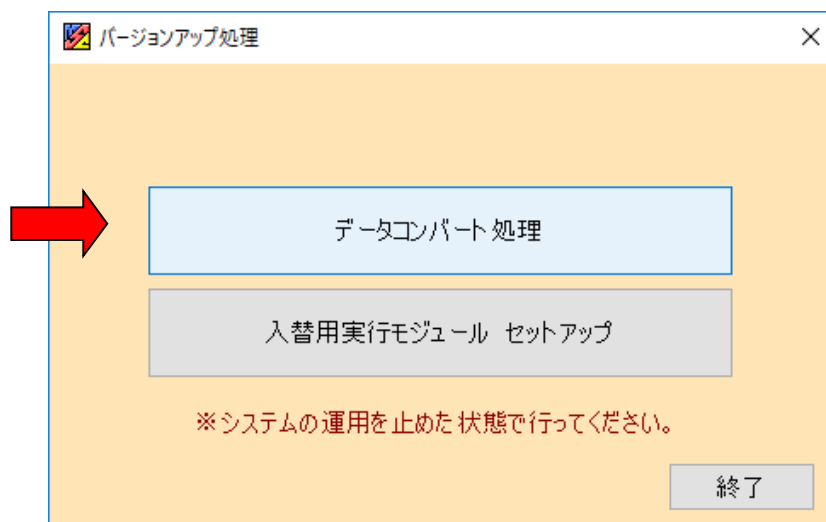 バージョンアップ処理
データコンバート処理
入替用実行モジュール セットアップ
※システムの運用を止めた状態で行ってください。
終了